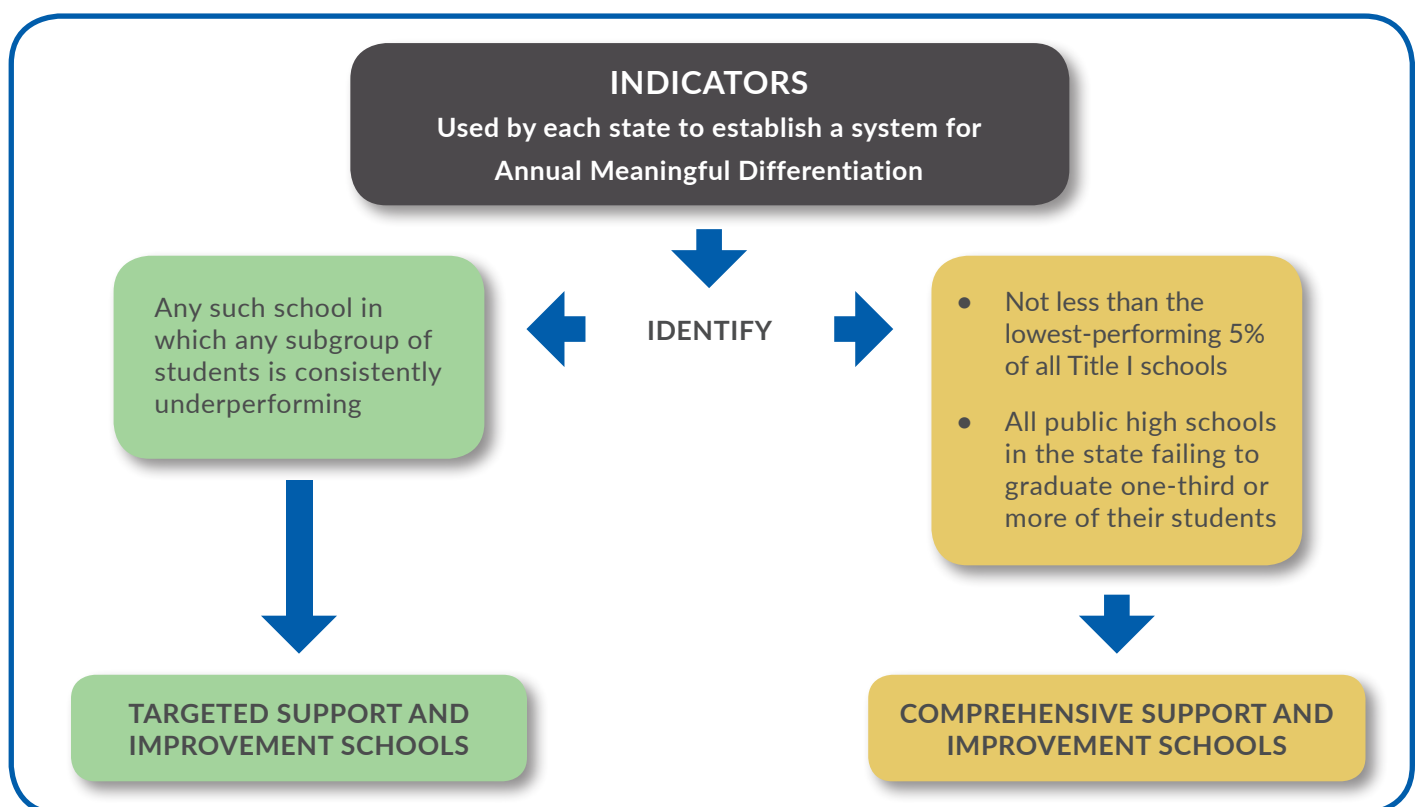 INDICATORS
Used by each state to establish a system for
Annual Meaningful Differentiation
IDENTIFY
Any such school in
which any subgroup of
students is consistently
underperforming
● Not less than the
lowest-performing 5%
of all Title I schools
● All public high schools
in the state failing to
graduate one-third or
more of their students
TARGETED SUPPORT AND
IMPROVEMENT SCHOOLS
COMPREHENSIVE SUPPORT AND
IMPROVEMENT SCHOOLS